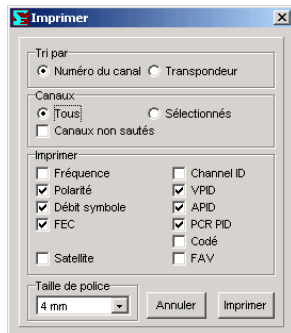 Imprimer
Tri par
Numéro du canal Transpondeur
Canaux
Tous Sélectionnés
Canaux non sautés
Imprimer
Fréquence Channel ID
Polarité VPID
Débit symbole APID
FEC PCR PID
Codé
Satellite FAV
Taille de police
4 mm Annuler Imprimer